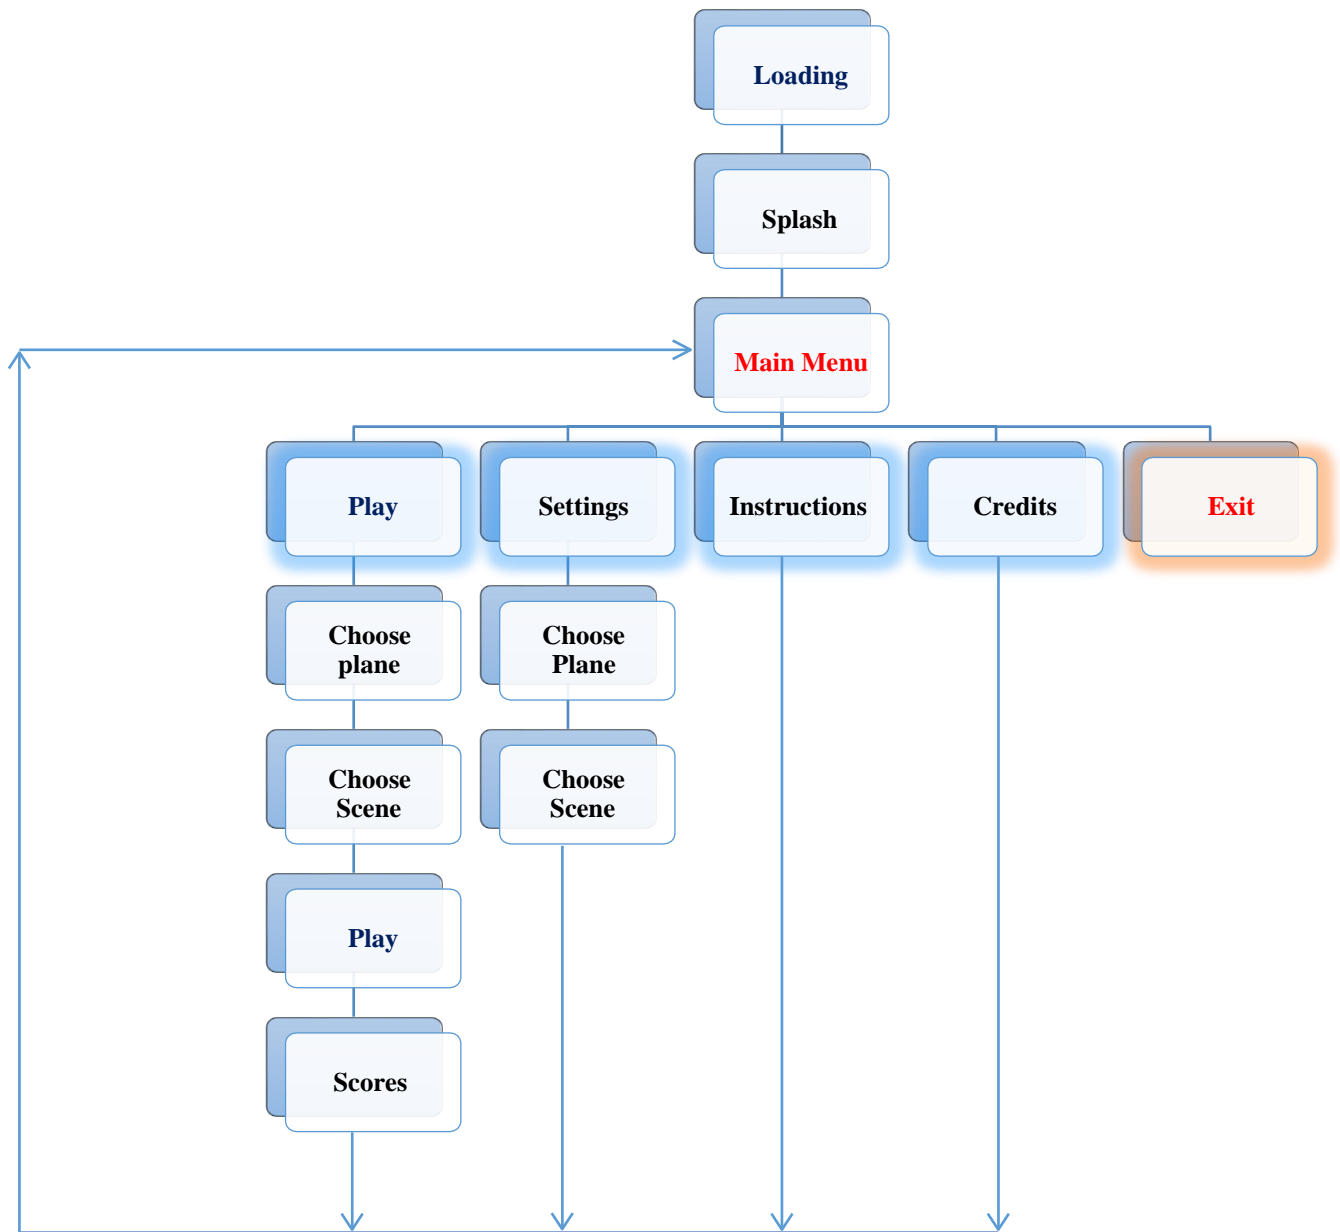 Loading
Splash
Main Menu
Play
Settings
Instructions
Credits
Exit
Choose
plane
Choose
Plane
Choose
Scene
Choose
Scene
Play
Scores